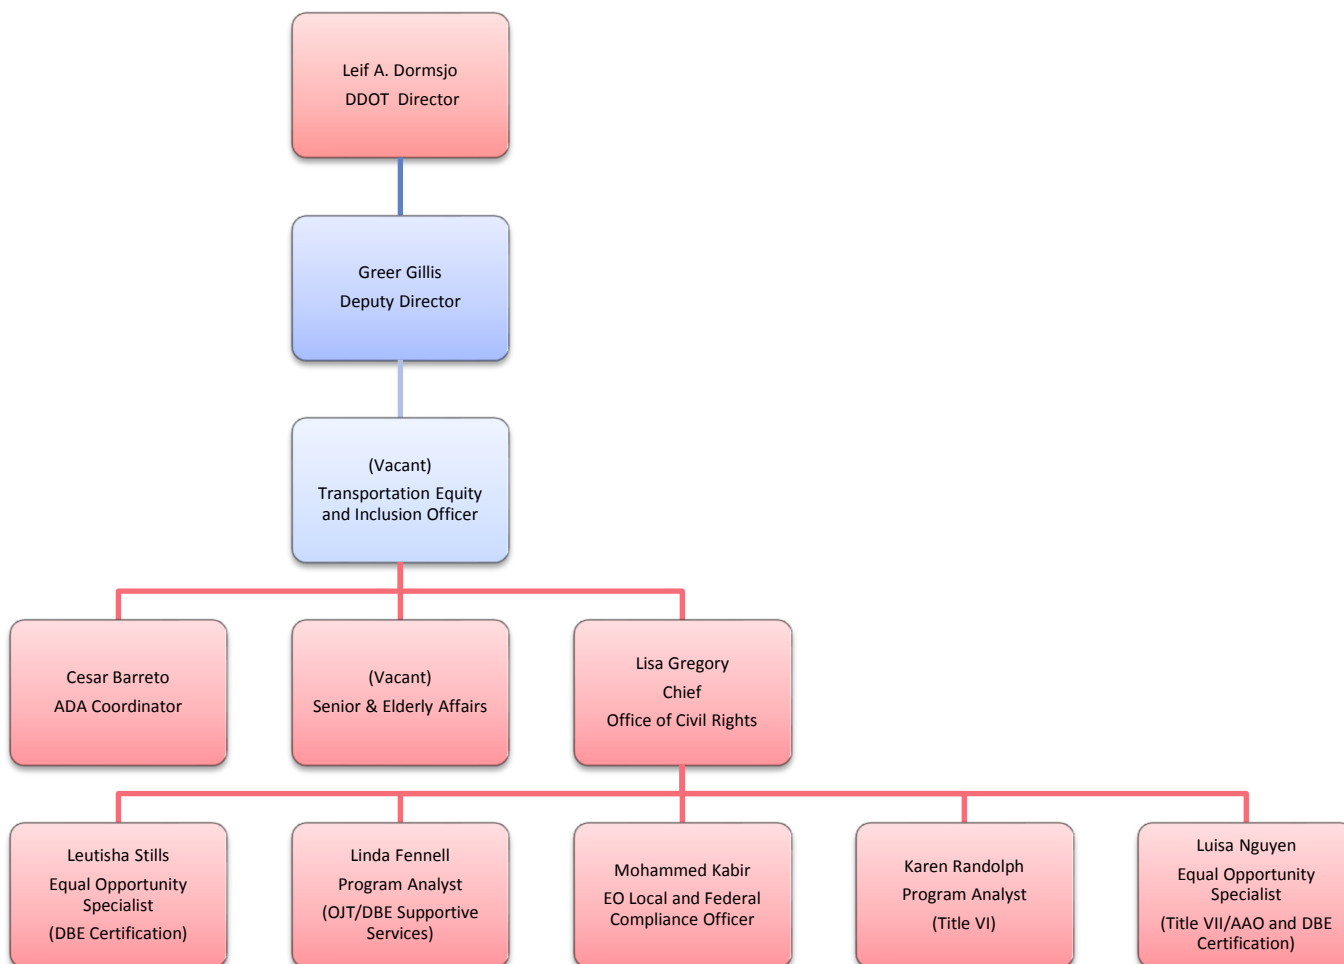 Leif A. Dormsjo
DDOT Director
Greer Gillis
Deputy Director
(Vacant)
Transportation Equity
and Inclusion Officer
Cesar Barreto
ADA Coordinator
(Vacant)
Senior & Elderly Affairs
Lisa Gregory
Chief
Office of Civil Rights
Leutisha Stills
Equal Opportunity
Specialist
(DBE Certification)
Linda Fennell
Program Analyst
(OJT/DBE Supportive
Services)
Mohammed Kabir
EO Local and Federal
Compliance Officer
Karen Randolph
Program Analyst
(Title VI)
Luisa Nguyen
Equal Opportunity
Specialist
(Title VII/AAO and DBE
Certification)